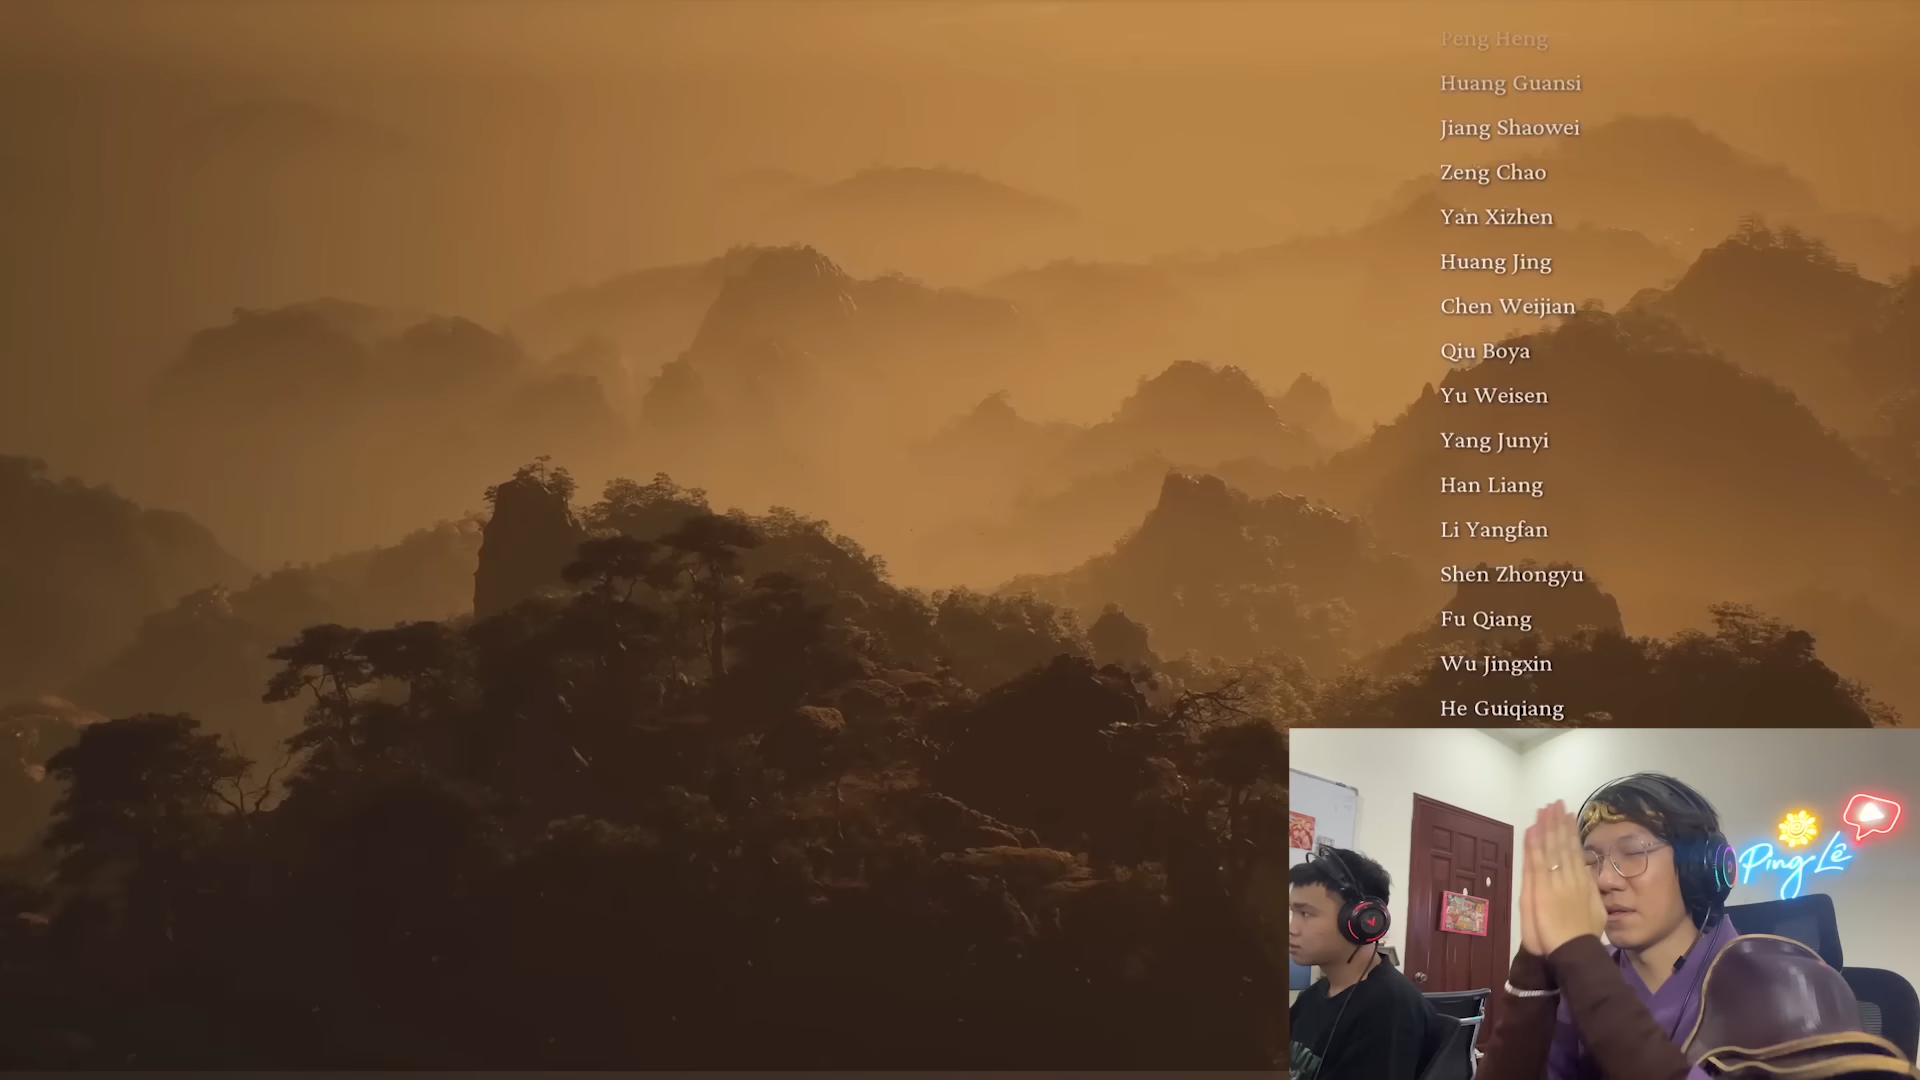 Peng Heng
Huang Guansi
Jiang Shaowei
Zeng Chao
Yan Xizhen
Huang Jing
Chen Weijian
Qiu Boya
Yu Weisen
Yang Junyi
Han Liang
Li Yangfan
Shen Zhongyu
Fu Qiang
Wu Jingxin
He Guiqiang
Ping Lê